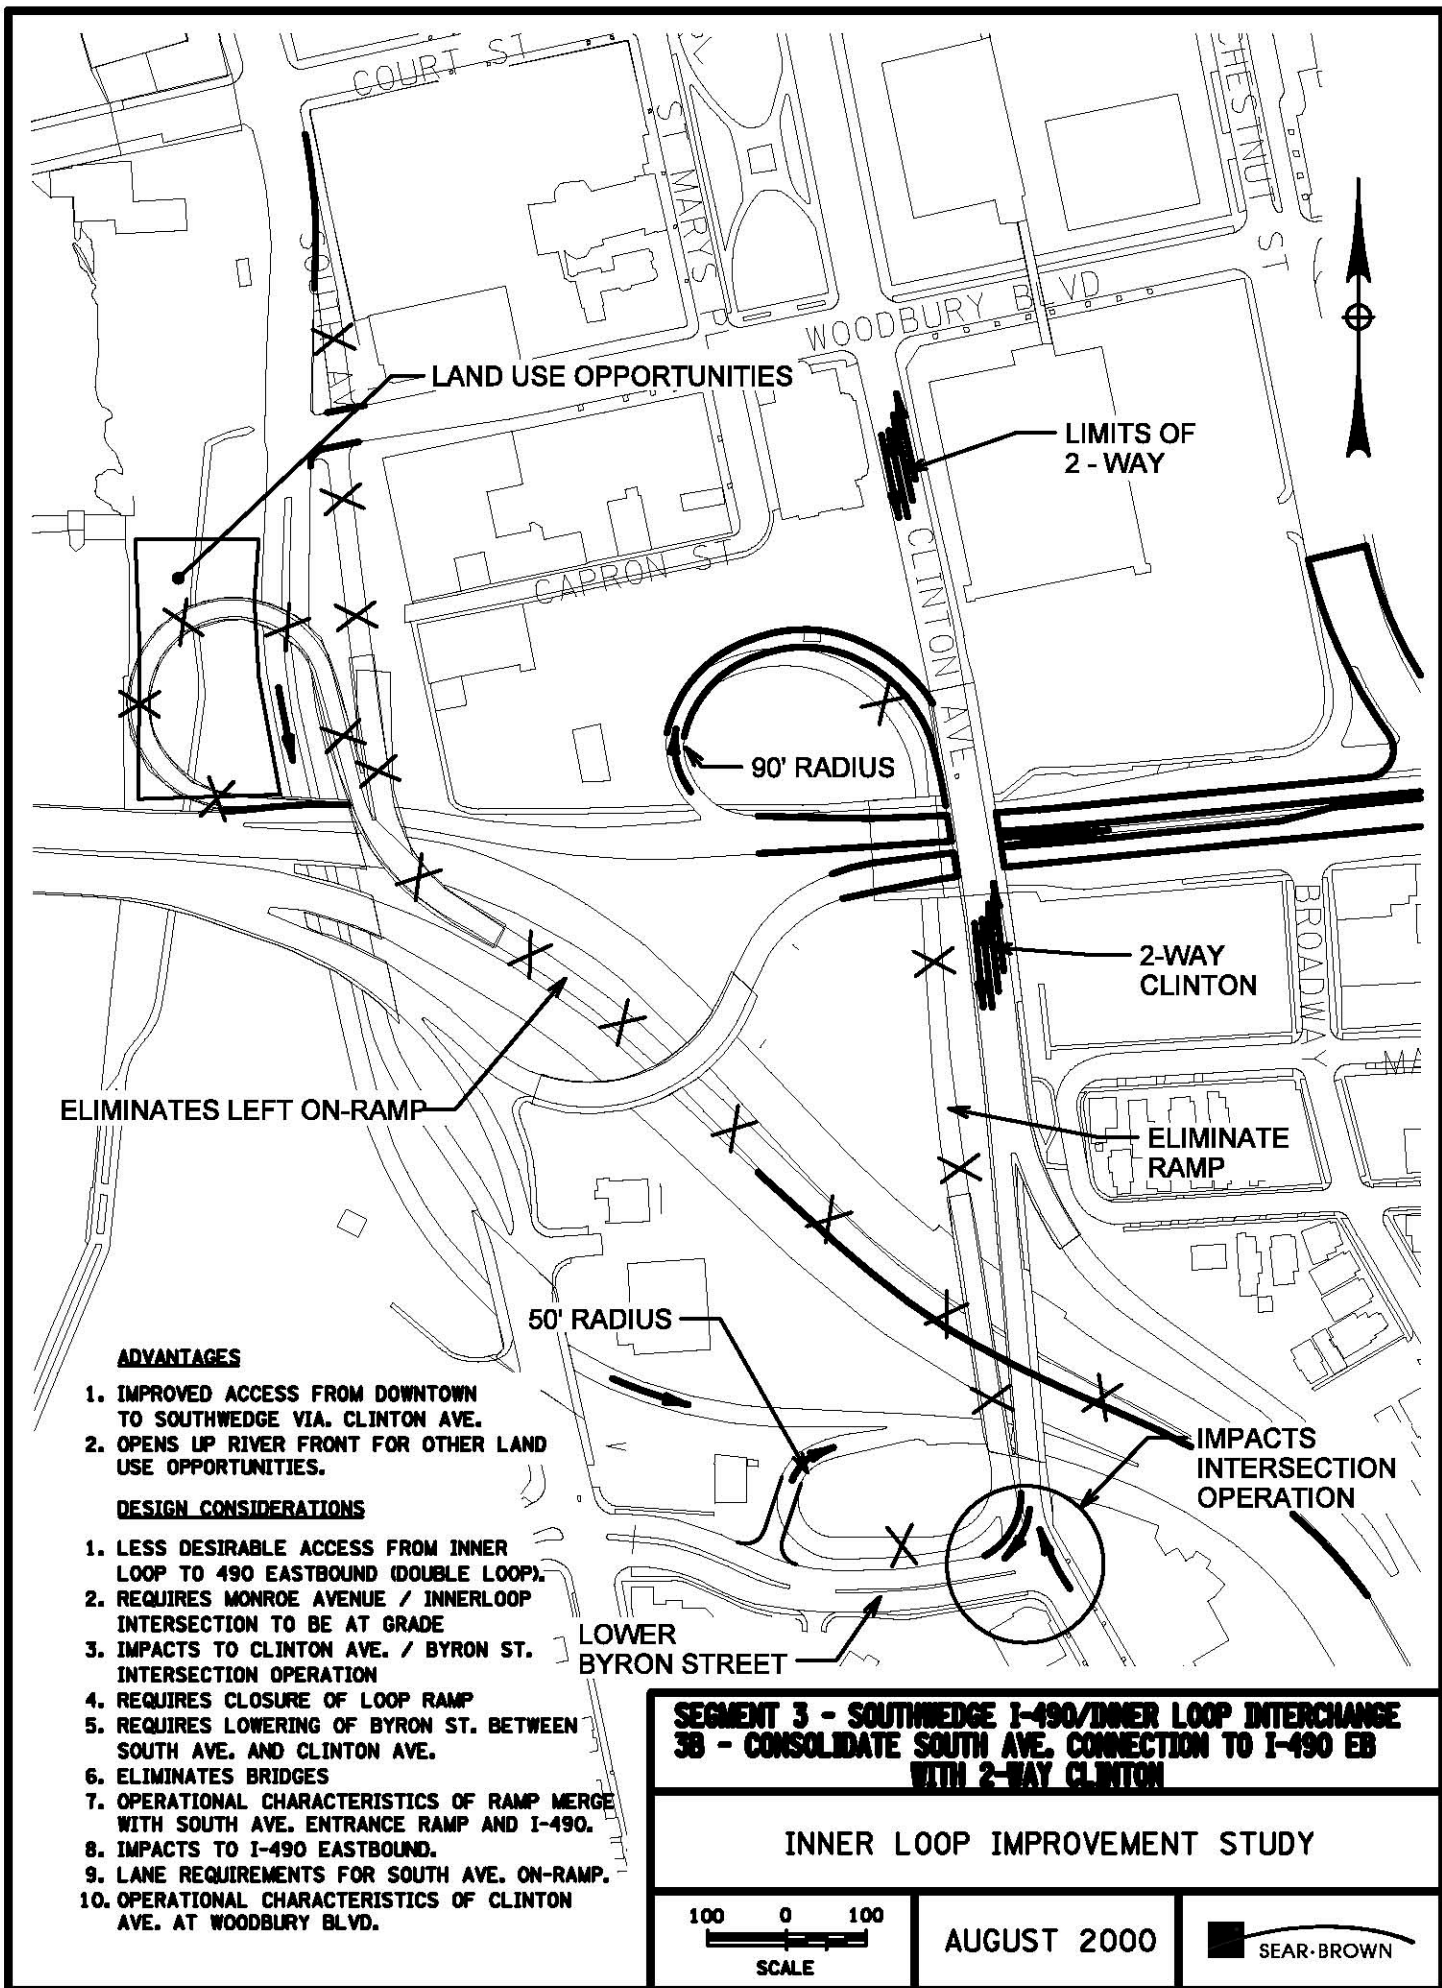 COURT ST
ST MARYS
CHESTNUT ST
SOUTH AV
WOODBURY BLVD
LAND USE OPPORTUNITIES
LIMITS OF
2 - WAY
CLINTON AVE.
CAPRON ST
90' RADIUS
2-WAY
CLINTON
BROADWAY
MA
ELIMINATES LEFT ON-RAMP
ELIMINATE
RAMP
50' RADIUS
IMPACTS
INTERSECTION
OPERATION
LOWER
BYRON STREET
ADVANTAGES
1. IMPROVED ACCESS FROM DOWNTOWN
TO SOUTHWEDGE VIA. CLINTON AVE.
2. OPENS UP RIVER FRONT FOR OTHER LAND
USE OPPORTUNITIES.
DESIGN CONSIDERATIONS
1. LESS DESIRABLE ACCESS FROM INNER
LOOP TO 490 EASTBOUND (DOUBLE LOOP).
2. REQUIRES MONROE AVENUE / INNERLOOP
INTERSECTION TO BE AT GRADE
3. IMPACTS TO CLINTON AVE. / BYRON ST.
INTERSECTION OPERATION
4. REQUIRES CLOSURE OF LOOP RAMP
5. REQUIRES LOWERING OF BYRON ST. BETWEEN
SOUTH AVE. AND CLINTON AVE.
6. ELIMINATES BRIDGES
7. OPERATIONAL CHARACTERISTICS OF RAMP MERGE
WITH SOUTH AVE. ENTRANCE RAMP AND I-490.
8. IMPACTS TO I-490 EASTBOUND.
9. LANE REQUIREMENTS FOR SOUTH AVE. ON-RAMP.
10. OPERATIONAL CHARACTERISTICS OF CLINTON
AVE. AT WOODBURY BLVD.
SEGMENT 3 - SOUTHWEDGE I-490/INNER LOOP INTERCHANGE
3B - CONSOLIDATE SOUTH AVE. CONNECTION TO I-490 EB
WITH 2-WAY CLINTON
INNER LOOP IMPROVEMENT STUDY
100 0 100
SCALE
AUGUST 2000
SEAR·BROWN